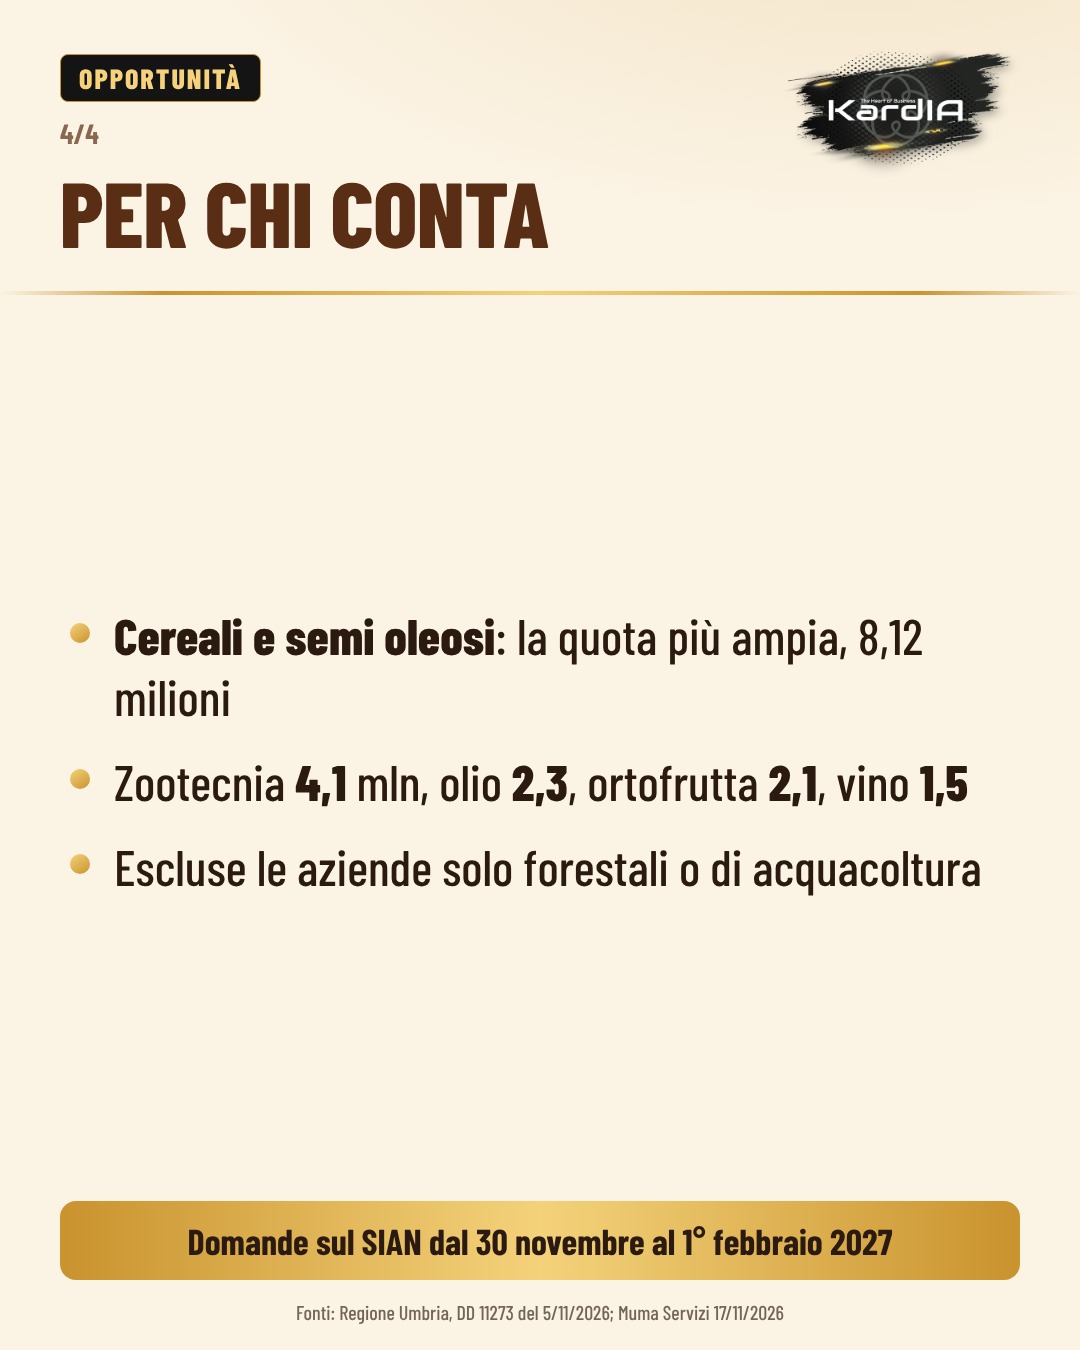 OPPORTUNITÀ
4/4
The Heart of Business
KardIA
PER CHI CONTA
Cereali e semi oleosi: la quota più ampia, 8,12
milioni
Zootecnia 4,1 mln, olio 2,3, ortofrutta 2,1, vino 1,5
Escluse le aziende solo forestali o di acquacoltura
Domande sul SIAN dal 30 novembre al 1° febbraio 2027
Fonti: Regione Umbria, DD 11273 del 5/11/2026; Muma Servizi 17/11/2026